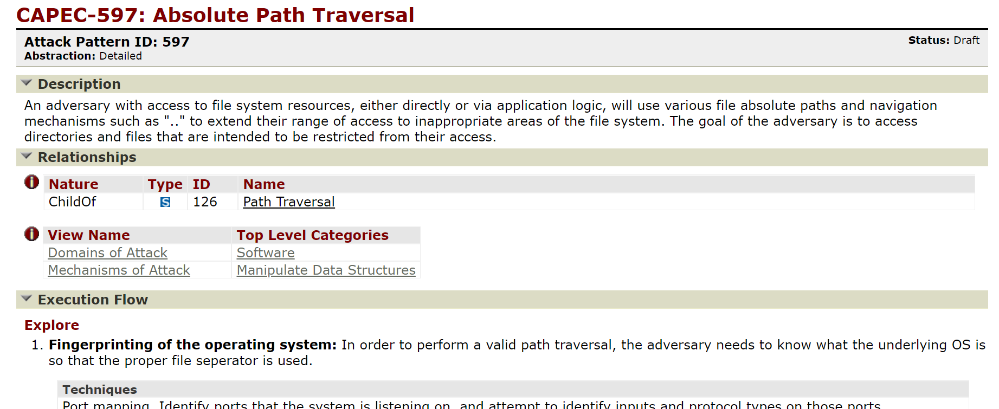 CAPEC-597: Absolute Path Traversal
Attack Pattern ID: 597
Status: Draft
Abstraction: Detailed
Description
An adversary with access to file system resources, either directly or via application logic, will use various file absolute paths and navigation
mechanisms such as ".." to extend their range of access to inappropriate areas of the file system. The goal of the adversary is to access
directories and files that are intended to be restricted from their access.
Relationships
Nature Type ID Name
ChildOf S 126 Path Traversal
View Name Top Level Categories
Domains of Attack Software
Mechanisms of Attack Manipulate Data Structures
Execution Flow
Explore
1. Fingerprinting of the operating system: In order to perform a valid path traversal, the adversary needs to know what the underlying OS is
so that the proper file seperator is used.
Techniques
Port mapping. Identify ports that the system is listening on, and attempt to identify inputs and protocol types on those ports.